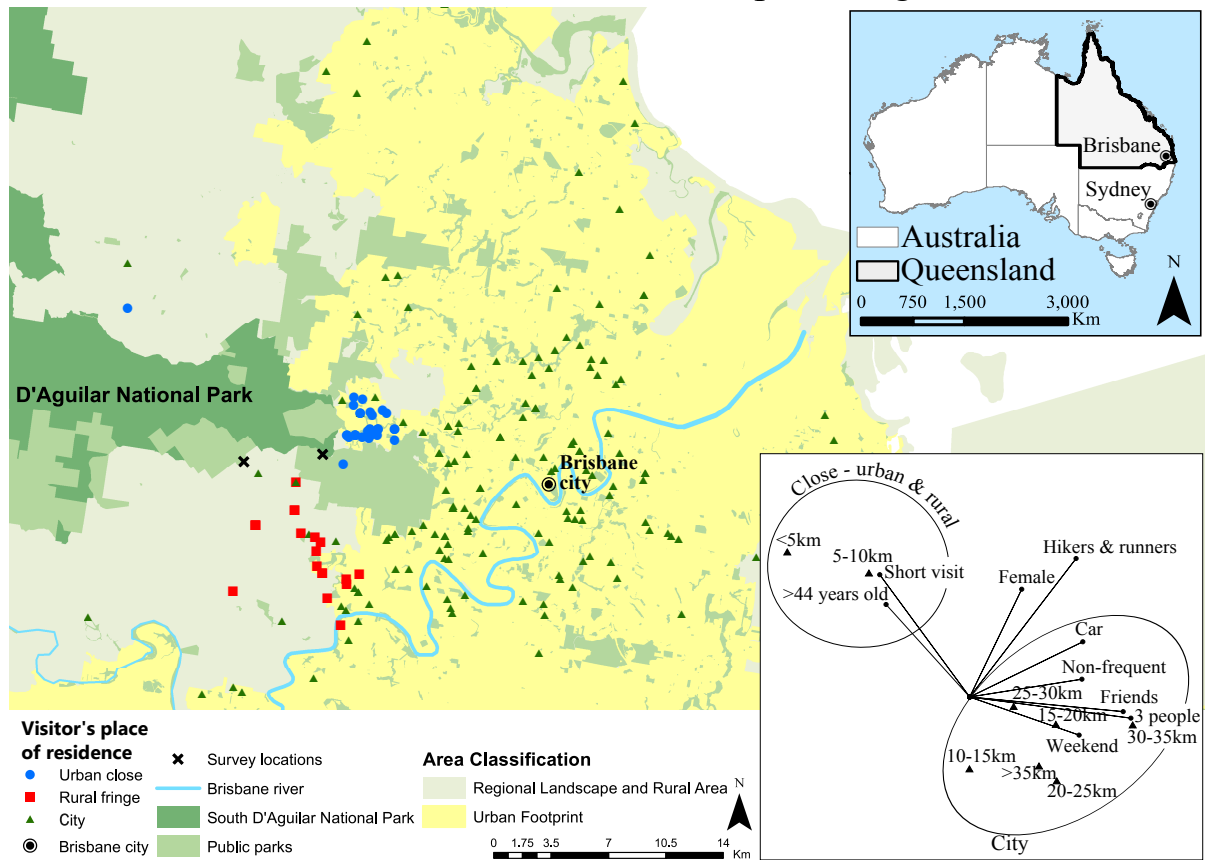 Brisbane
Sydney
Australia
Queensland
N
0 750 1,500 3,000
Km
D'Aguilar National Park
Brisbane
city
Close - urban & rural
<5km
5-10km
Short visit
>44 years old
Hikers & runners
Female
Car
Non-frequent
25-30km
Friends
15-20km
3 people
30-35km
Weekend
10-15km
>35km
20-25km
City
Visitor's place
of residence
Urban close
Rural fringe
City
Brisbane city
Survey locations
Brisbane river
South D'Aguilar National Park
Public parks
Area Classification
Regional Landscape and Rural Area
Urban Footprint
N
0 1.75 3.5 7 10.5 14
Km